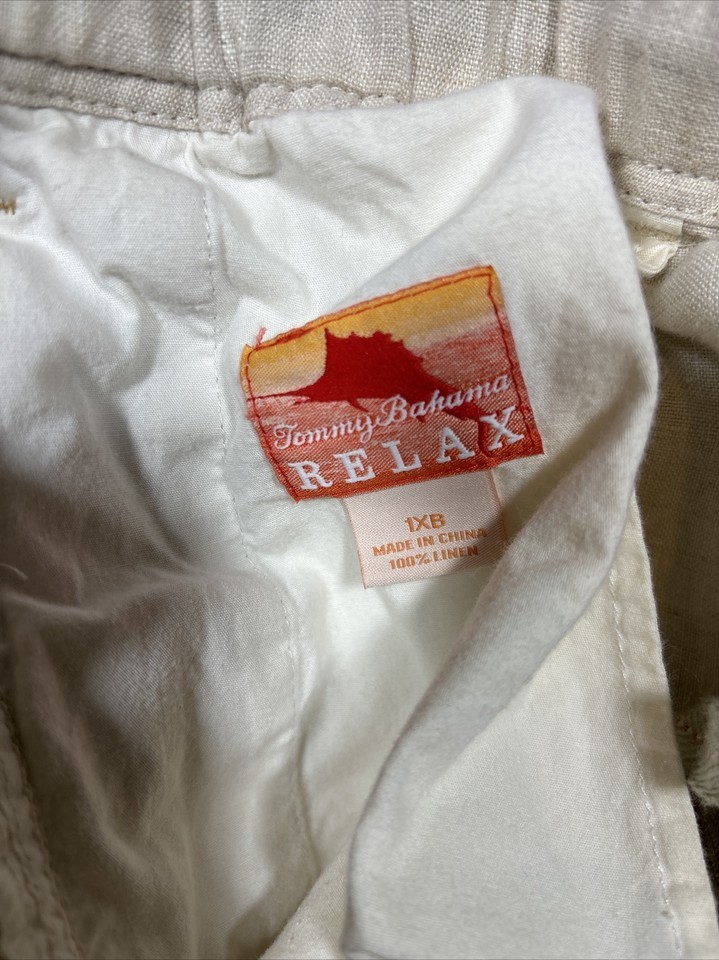 Tommy Bahama
RELAX
1XB
MADE IN CHINA
100% LINEN